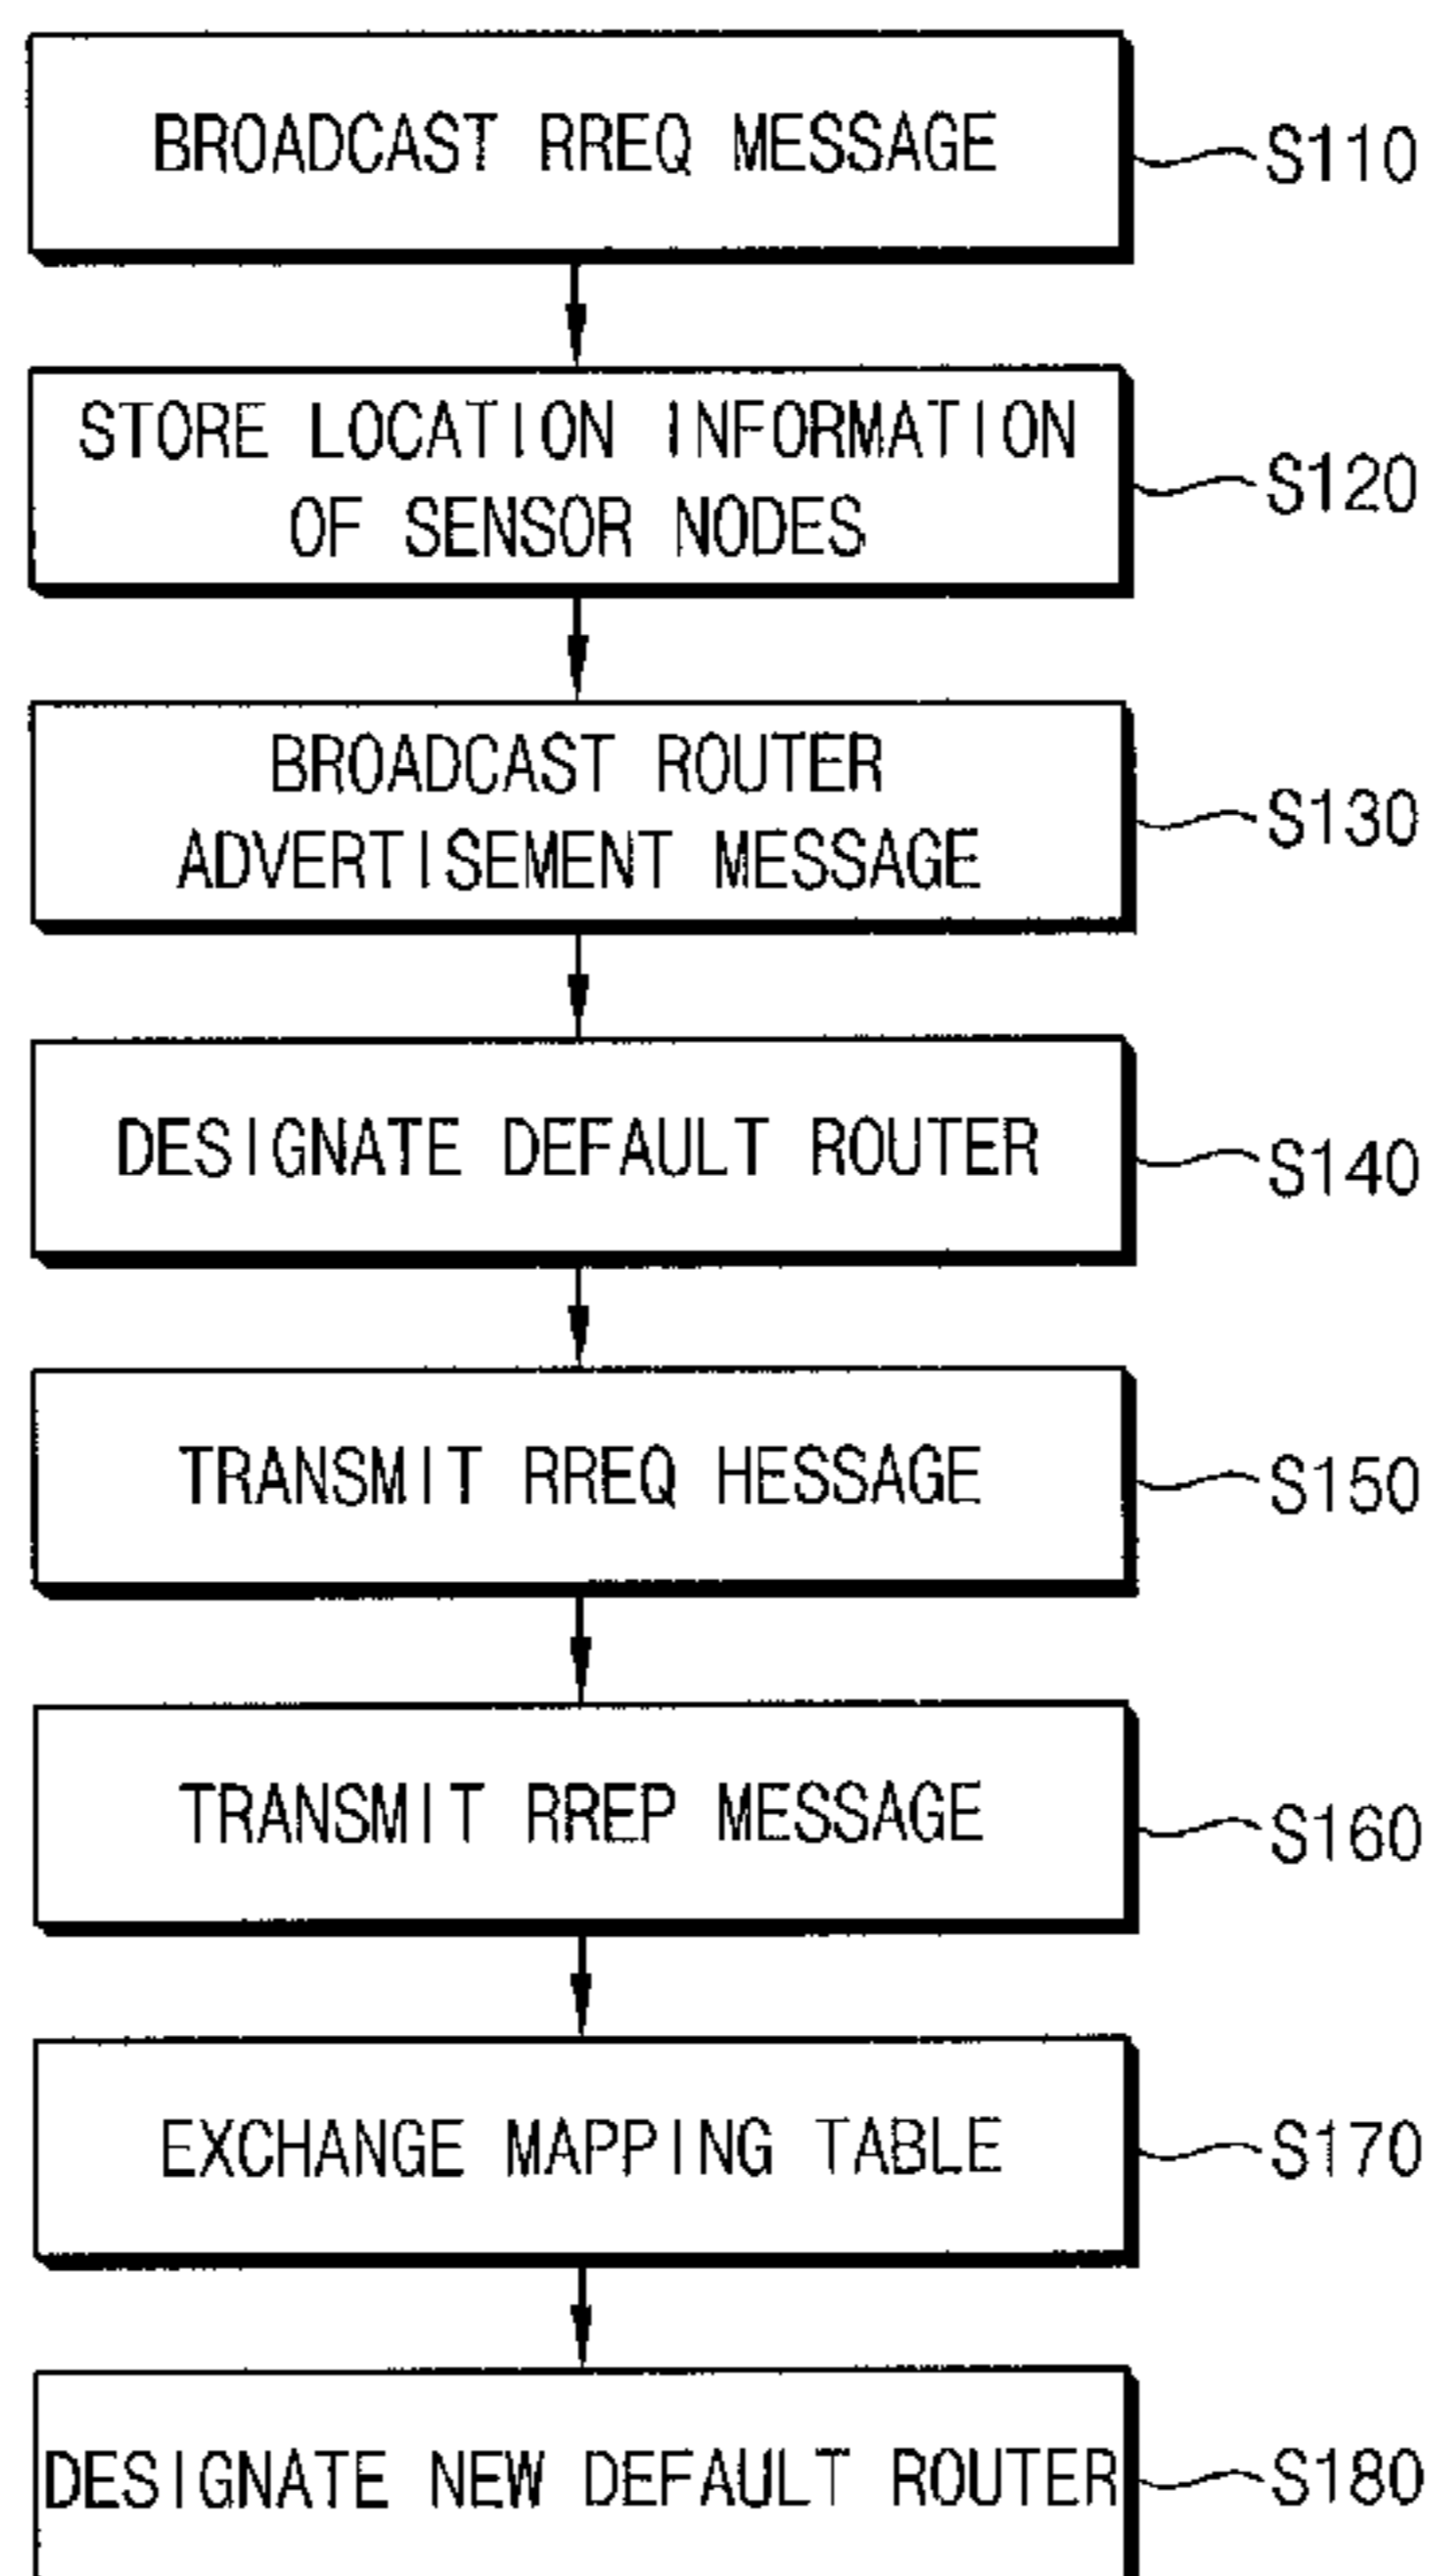 BROADCAST RREQ MESSAGE
S110
STORE LOCATION INFORMATION
OF SENSOR NODES
S120
BROADCAST ROUTER
ADVERTISEMENT MESSAGE
S130
DESIGNATE DEFAULT ROUTER
S140
TRANSMIT RREQ HESSAGE
S150
TRANSMIT RREP MESSAGE
S160
EXCHANGE MAPPING TABLE
S170
DESIGNATE NEW DEFAULT ROUTER
S180